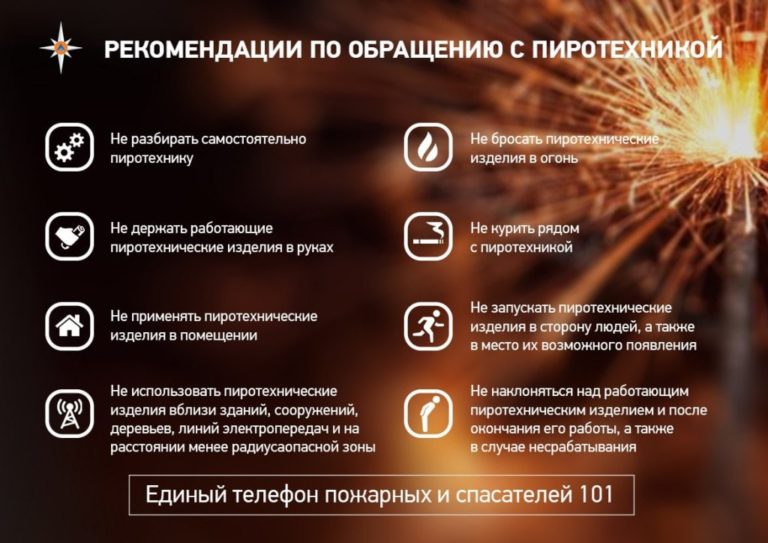 РЕКОМЕНДАЦИИ ПО ОБРАЩЕНИЮ С ПИРОТЕХНИКОЙ
Не разбирать самостоятельно
пиротехнику
Не держать работающие
пиротехнические изделия в руках
Не применять пиротехнические
изделия в помещении
Не использовать пиротехнические
изделия вблизи зданий, сооружений,
деревьев, линий электропередач и на
расстоянии менее радиусаопасной зоны
Не бросать пиротехнические
изделия в огонь
Не курить рядом
с пиротехникой
Не запускать пиротехнические
изделия в сторону людей, а также
в место их возможного появления
Не наклоняться над работающим
пиротехническим изделием и после
окончания его работы, а также
в случае несрабатывания
Единый телефон пожарных и спасателей 101